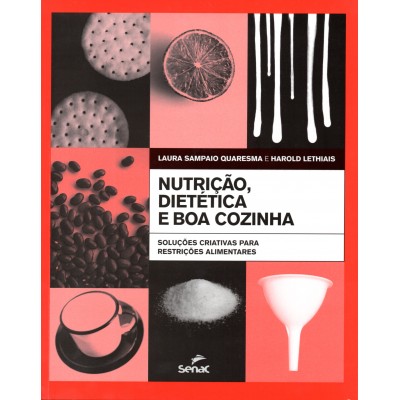 LAURA SAMPAIO QUARESMA E HAROLD LETHIAIS
NUTRIÇÃO,
DIETÉTICA
E BOA COZINHA
SOLUÇÕES CRIATIVAS PARA
RESTRIÇÕES ALIMENTARES
Senac